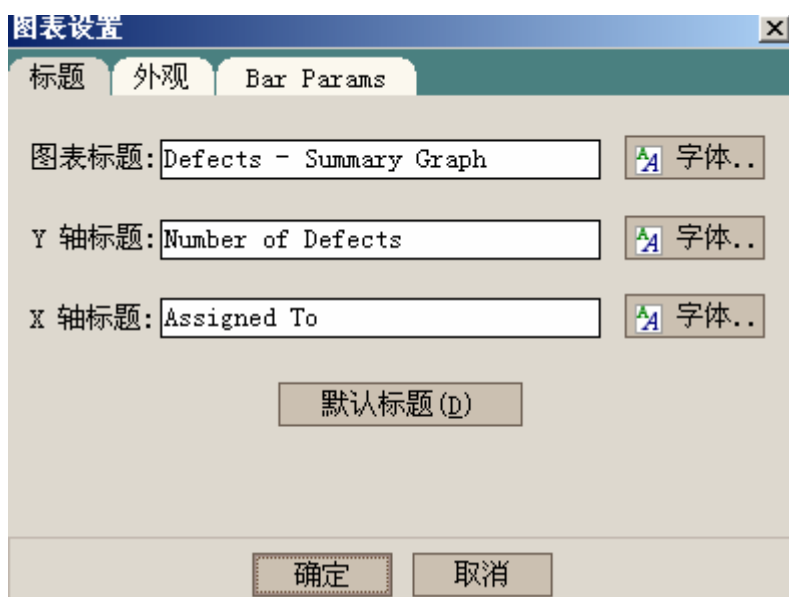 图表设置
标题 外观 Bar Params
图表标题: Defects - Summary Graph 字体..
Y 轴标题: Number of Defects 字体..
X 轴标题: Assigned To 字体..
默认标题(D)
确定 取消